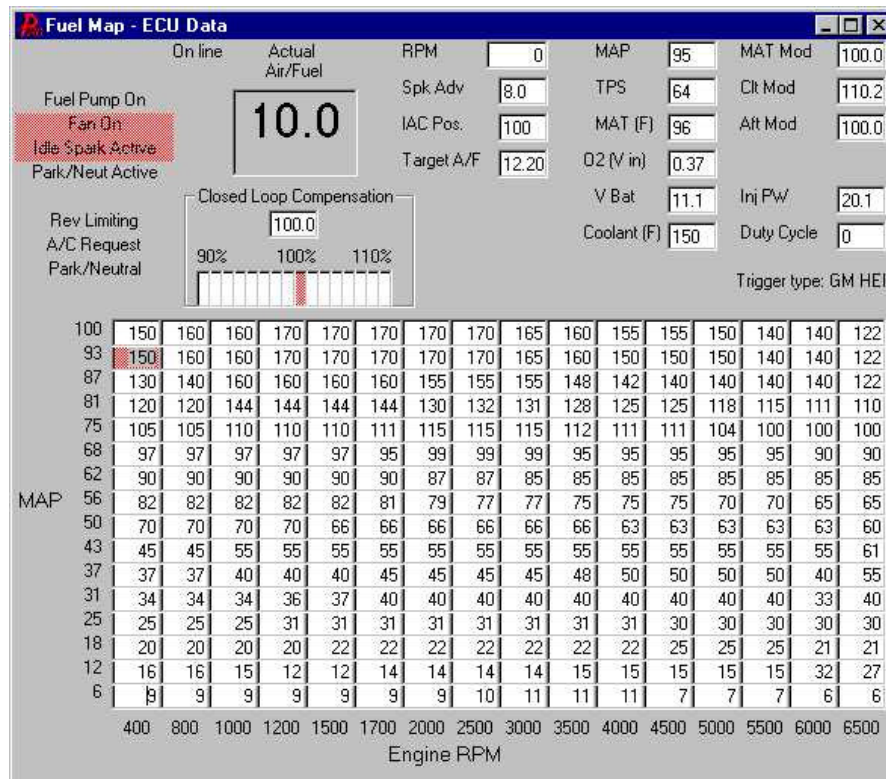 Fuel Map - ECU Data
On line Actual Air/Fuel RPM 0 MAP 95 MAT Mod 100.0
Fuel Pump On 10.0 Spk Adv 8.0 TPS 64 Clt Mod 110.2
Fan On IAC Pos. 100 MAT (F) 96 Aft Mod 100.0
Idle Spark Active Target A/F 12.20 O2 (V in) 0.37
Park/Neut Active
Closed Loop Compensation V Bat 11.1 Inj PW 20.1
Rev Limiting 100.0 Coolant (F) 150 Duty Cycle 0
A/C Request 90% 100% 110%
Park/Neutral Trigger type: GM HEI
100 150 160 160 170 170 170 170 170 165 160 155 155 150 140 140 122
93 150 160 160 170 170 170 170 170 165 160 150 150 150 140 140 122
87 130 140 160 160 160 160 155 155 155 148 142 140 140 140 140 122
81 120 120 144 144 144 144 130 132 131 128 125 125 118 115 111 110
75 105 105 110 110 110 111 115 115 115 112 111 111 104 100 100 100
68 97 97 97 97 97 95 99 99 99 95 95 95 95 95 90 90
62 90 90 90 90 90 90 87 87 85 85 85 85 85 85 85 85
MAP 56 82 82 82 82 82 81 79 77 77 75 75 75 70 70 65 65
50 70 70 70 70 66 66 66 66 66 66 63 63 63 63 63 60
43 45 45 55 55 55 55 55 55 55 55 55 55 55 55 55 61
37 37 37 40 40 40 45 45 45 45 48 50 50 50 50 40 55
31 34 34 34 36 37 40 40 40 40 40 40 40 40 40 33 40
25 25 25 25 31 31 31 31 31 31 31 31 30 30 30 30 30
18 20 20 20 20 22 22 22 22 22 22 22 25 25 25 21 21
12 16 16 15 12 12 14 14 14 14 15 15 15 15 15 32 27
6 9 9 9 9 9 9 9 10 11 11 11 7 7 7 6 6
400 800 1000 1200 1500 1700 2000 2500 3000 3500 4000 4500 5000 5500 6000 6500
Engine RPM